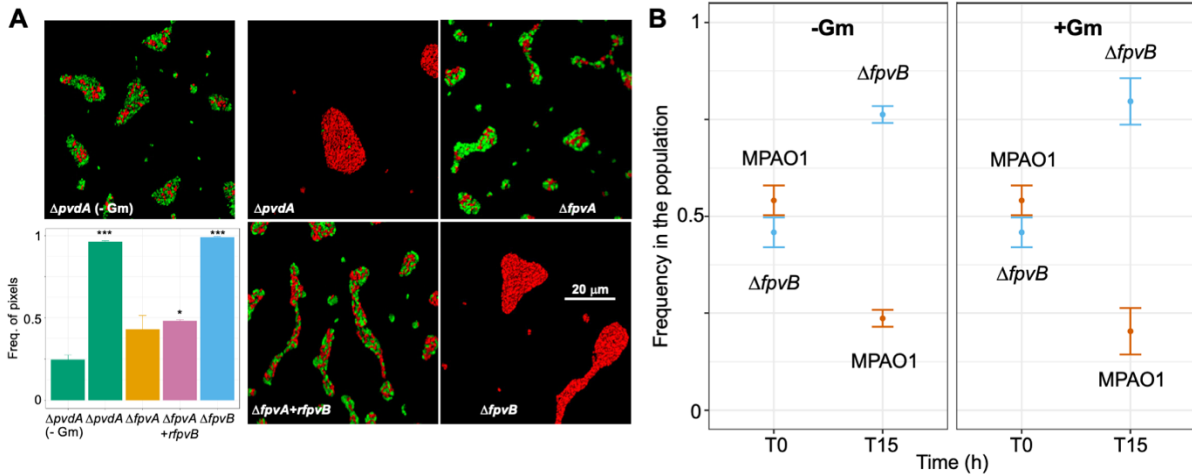 A
ΔpvdA (- Gm)
ΔpvdA
ΔfpvA
1
0.5
0
Freq. of pixels
***
*
***
ΔpvdA
(- Gm)
ΔpvdA
ΔfpvA
ΔfpvA
+rfpvB
ΔfpvB
ΔfpvA+rfpvB
20 μm
ΔfpvB
B
-Gm
+Gm
1
0.5
0
Frequency in the population
ΔfpvB
MPAO1
ΔfpvB
MPAO1
ΔfpvB
MPAO1
ΔfpvB
MPAO1
T0
T15
T0
T15
Time (h)